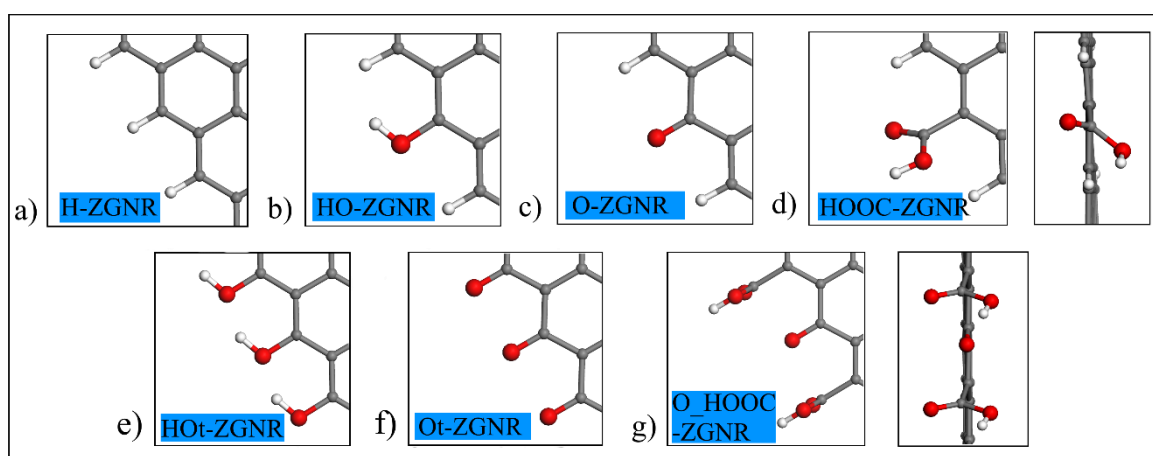 a) H-ZGNR
b) HO-ZGNR
c) O-ZGNR
d) HOOC-ZGNR
e) HOt-ZGNR
f) Ot-ZGNR
g) O_HOOC
-ZGNR